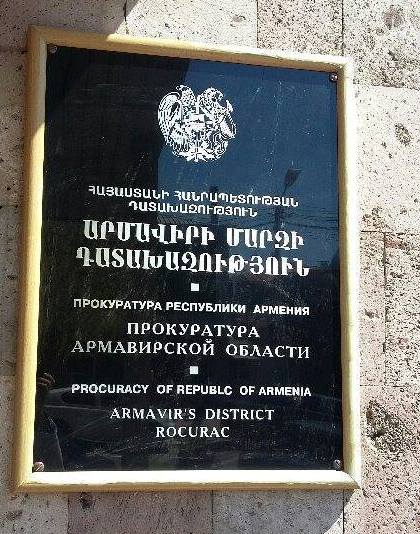 ՀԱՅԱՍՏԱՆԻ ՀԱՆՐԱՊԵՏՈՒԹՅԱՆ
ԴԱՏԱԽԱԶՈՒԹՅՈՒՆ
ԱՐՄԱՎԻՐԻ ՄԱՐԶԻ
ԴԱՏԱԽԱԶՈՒԹՅՈՒՆ
ПРОКУРАТУРА РЕСПУБЛИКИ АРМЕНИЯ
ПРОКУРАТУРА
АРМАВИРСКОЙ ОБЛАСТИ
PROCURACY OF REPUBLC OF ARMENIA
ARMAVIR'S DISTRICT
ROCURAC